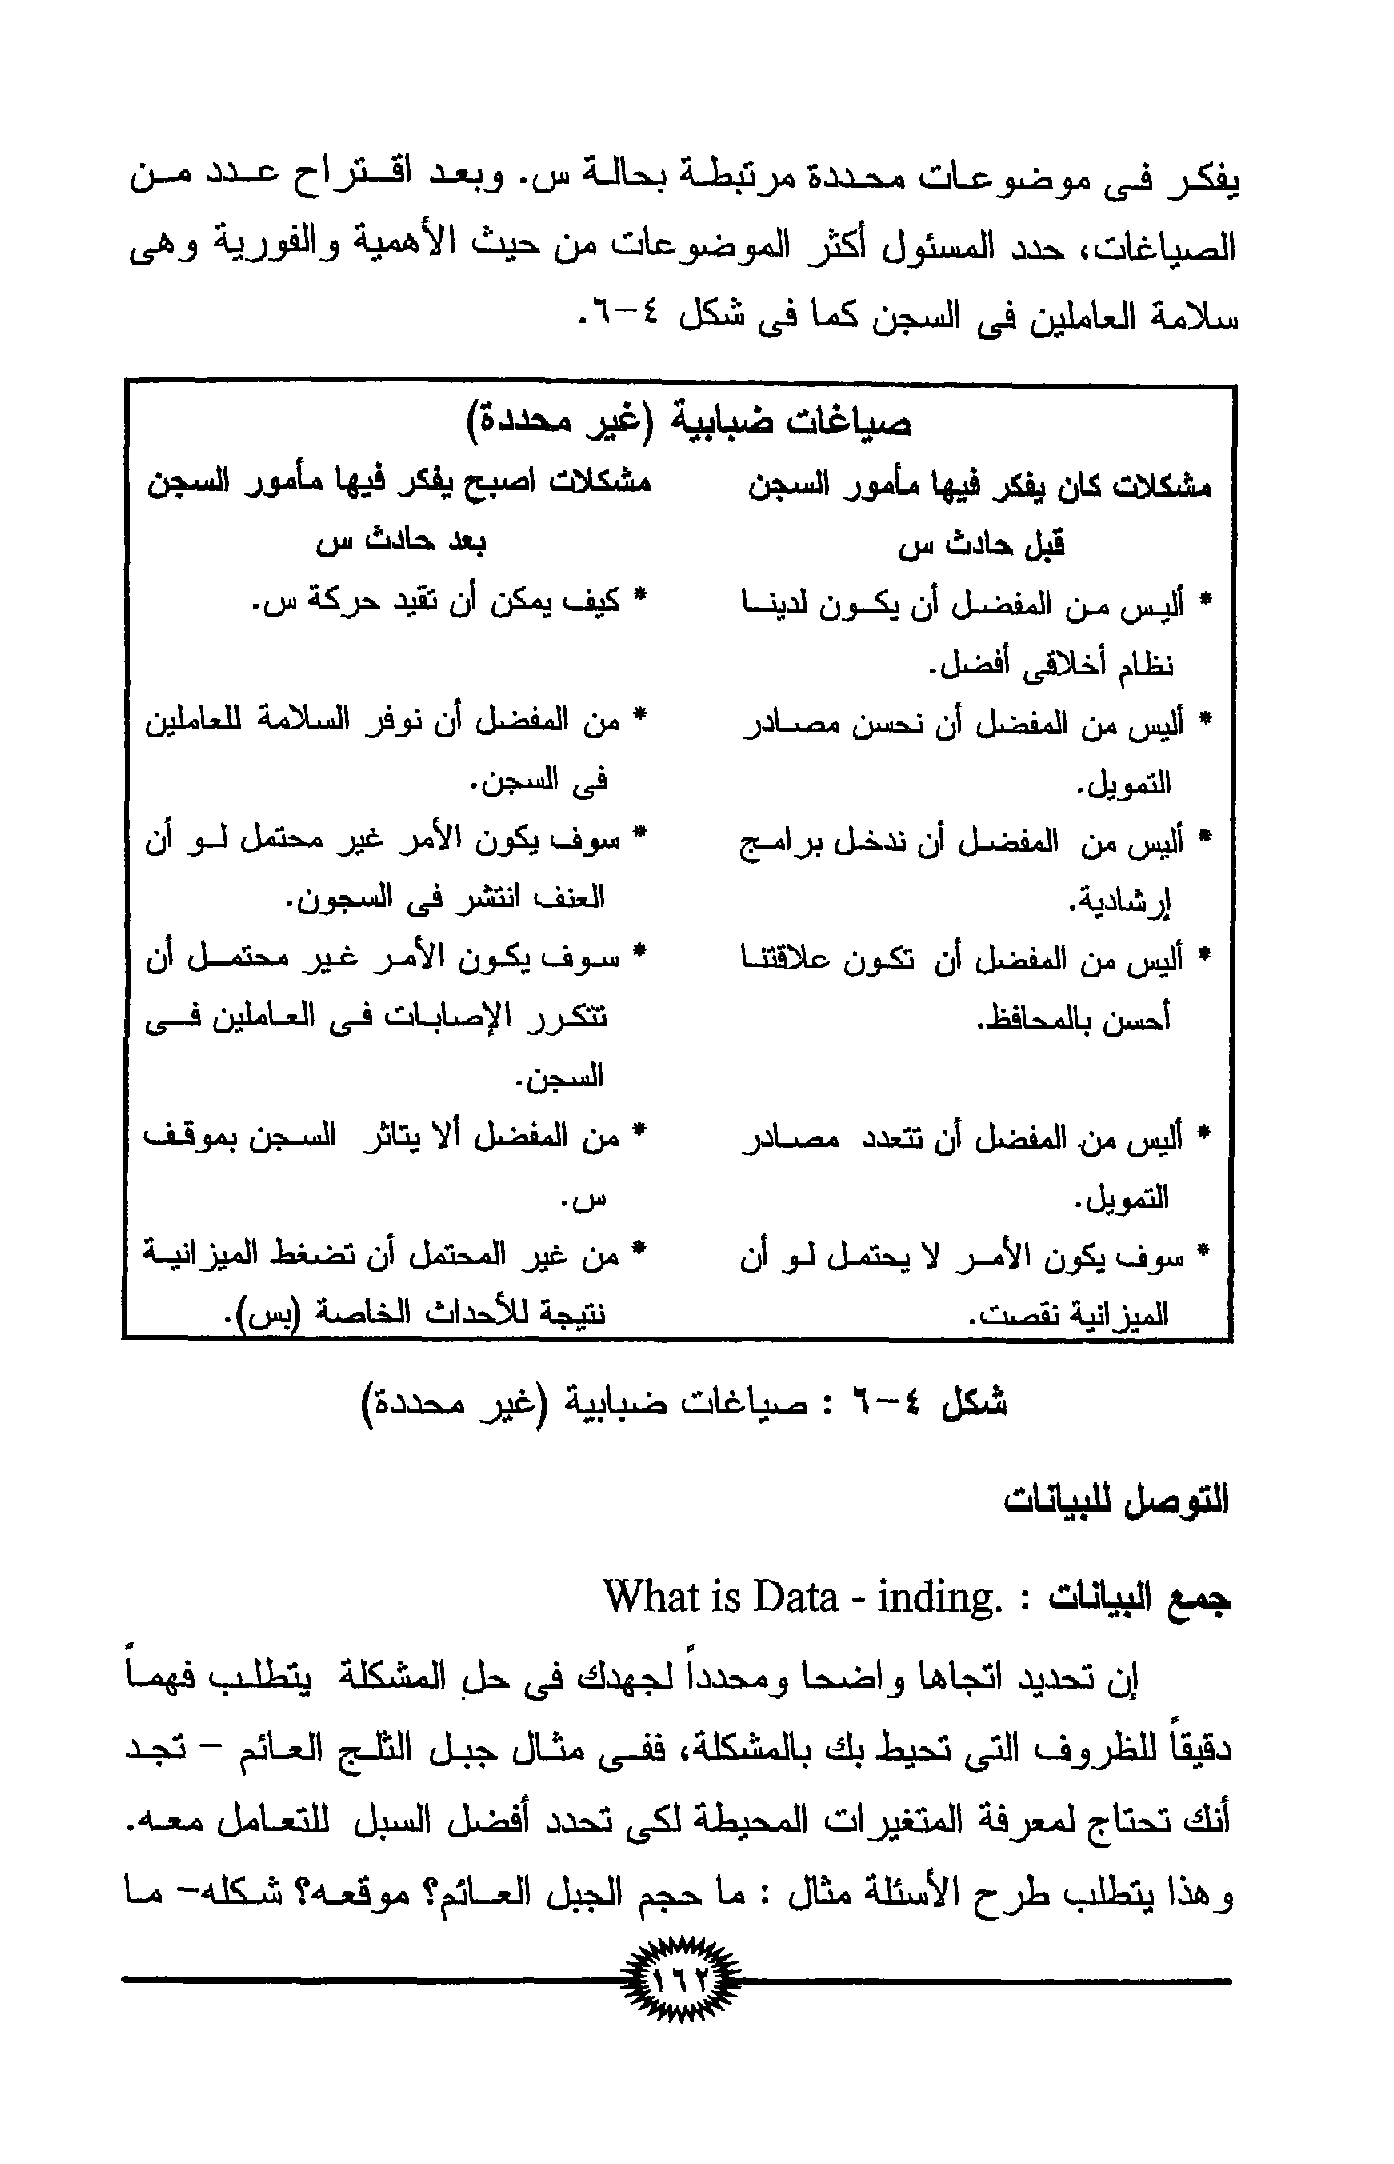 يفكر فى موضوعات محددة مرتبطة بحالة س. وبعد اقتراح عدد من
الصياغات، حدد المسئول أكثر الموضوعات من حيث الأهمية والفورية وهى
سلامة العاملين فى السجن كما فى شكل ٤-٦.
صياغات ضبابية (غير محددة)
مشكلات كان يفكر فيها مأمور السجن
قبل حادث س
* أليس من المفضل أن يكون لدينا
نظام أخلاقى أفضل.
* أليس من المفضل أن نحسن مصادر
التمويل.
* أليس من المفضل أن ندخل برامج
إرشادية.
* أليس من المفضل أن تكون علاقتنا
أحسن بالمحافظ.
* أليس من المفضل أن تتعدد مصادر
التمويل.
* سوف يكون الأمر لا يحتمل لو أن
الميزانية نقصت.
مشكلات اصبح يفكر فيها مأمور السجن
بعد حادث س
* كيف يمكن أن تقيد حركة س.
* من المفضل أن نوفر السلامة للعاملين
فى السجن.
* سوف يكون الأمر غير محتمل لو أن
العنف انتشر فى السجون.
* سوف يكون الأمر غير محتمل أن
تتكرر الإصابات فى العاملين فى
السجن.
* من المفضل ألا يتاثر السجن بموقف
س.
* من غير المحتمل أن تضغط الميزانية
نتيجة للأحداث الخاصة (بس).
شكل ٤-٦ : صياغات ضبابية (غير محددة)
التوصل للبيانات
جمع البيانات : What is Data - inding.
إن تحديد اتجاها واضحا ومحدداً لجهدك فى حل المشكلة يتطلب فهماً
دقيقاً للظروف التى تحيط بك بالمشكلة، ففى مثال جبل الثلج العائم - تجد
أنك تحتاج لمعرفة المتغيرات المحيطة لكى تحدد أفضل السبل للتعامل معه.
وهذا يتطلب طرح الأسئلة مثال : ما حجم الجبل العائم؟ موقعه؟ شكله- ما
١٦٢